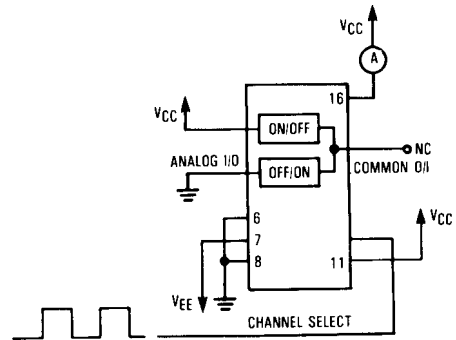 VCC
A
16
VCC
ON/OFF
NC
ANALOG I/O
OFF/ON
COMMON O/I
6
7
VCC
8
11
VEE
CHANNEL SELECT